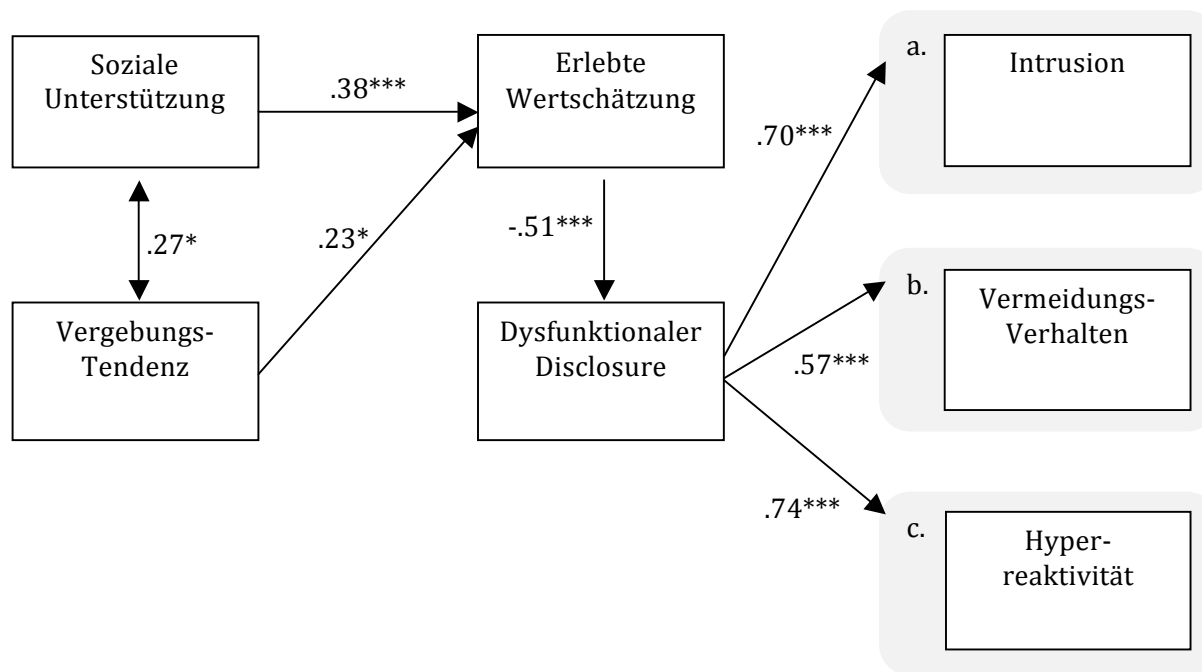 Soziale
Unterstützung
.38***
Erlebte
Wertschätzung
a.
Intrusion
.70***
.27*
.23*
-.51***
Vergebungs-
Tendenz
Dysfunktionaler
Disclosure
b.
Vermeidungs-
Verhalten
.57***
.74***
c.
Hyper-
reaktivität